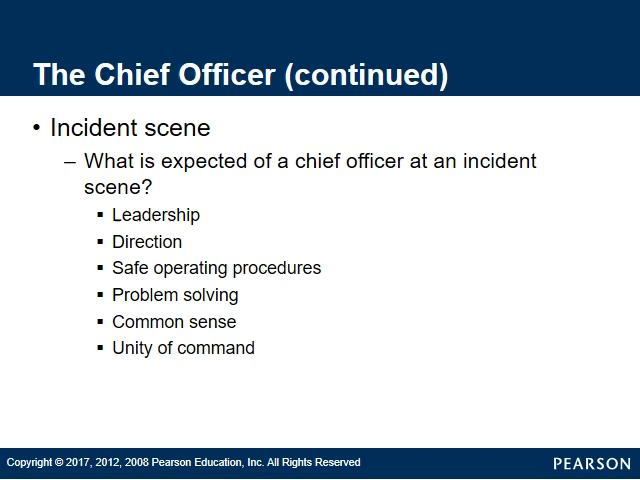 The Chief Officer (continued)
• Incident scene
– What is expected of a chief officer at an incident
scene?
▪ Leadership
▪ Direction
▪ Safe operating procedures
▪ Problem solving
▪ Common sense
▪ Unity of command
Copyright © 2017, 2012, 2008 Pearson Education, Inc. All Rights Reserved
PEARSON